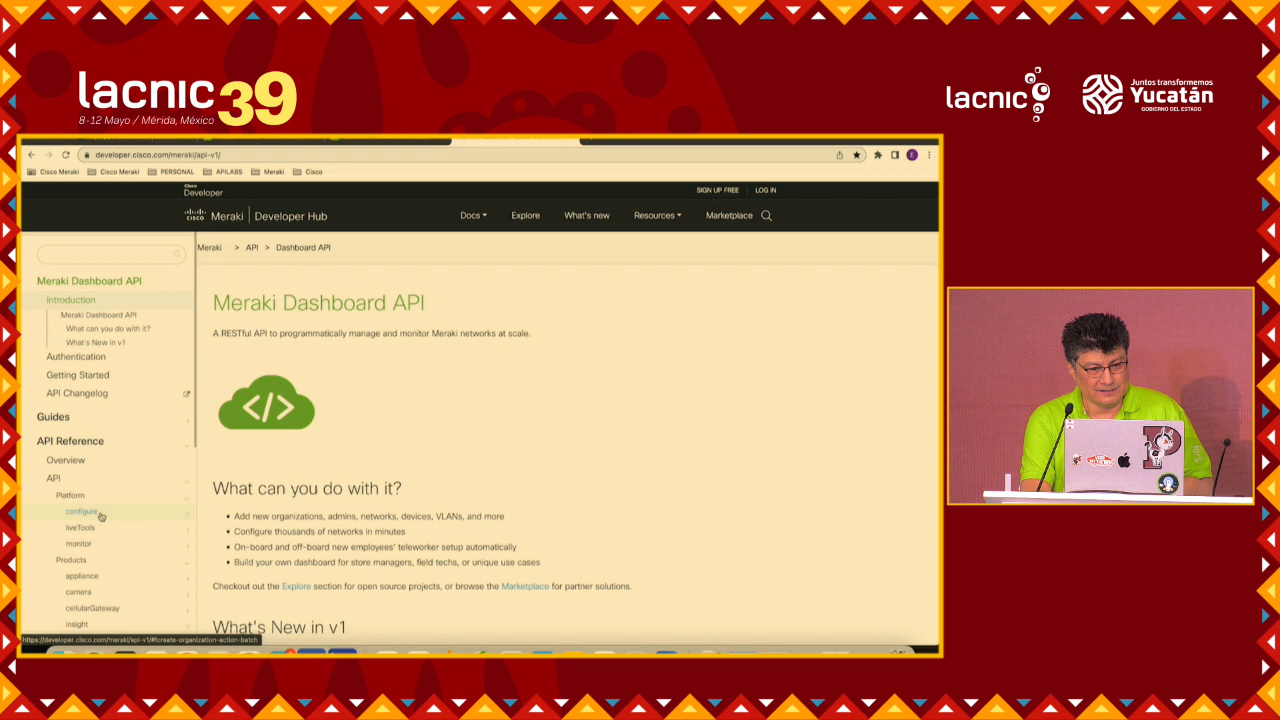 lacnic39
8-12 Mayo / Mérida, México
lacnic
Juntos transformemos
Yucatán
GOBIERNO DEL ESTADO
developer.cisco.com/meraki/api-v1/
E
Cisco Meraki
Cisco Meraki
PERSONAL
APILABS
Meraki
Cisco
Cisco
Developer
SIGN UP FREE
LOG IN
CISCO
Meraki
Developer Hub
Docs
Explore
What's new
Resources
Marketplace
Meraki > API > Dashboard API
Meraki Dashboard API
Introduction
Meraki Dashboard API
What can you do with it?
What's New in v1
Authentication
Getting Started
API Changelog
Guides
API Reference
Overview
API
Platform
configure
liveTools
monitor
Products
appliance
camera
cellularGateway
insight
https://developer.cisco.com/meraki/api-v1/#!create-organization-action-batch
Meraki Dashboard API
A RESTful API to programmatically manage and monitor Meraki networks at scale.
</>
What can you do with it?
• Add new organizations, admins, networks, devices, VLANs, and more
• Configure thousands of networks in minutes
• On-board and off-board new employees' teleworker setup automatically
• Build your own dashboard for store managers, field techs, or unique use cases
Checkout out the Explore section for open source projects, or browse the Marketplace for partner solutions.
What's New in v1
P